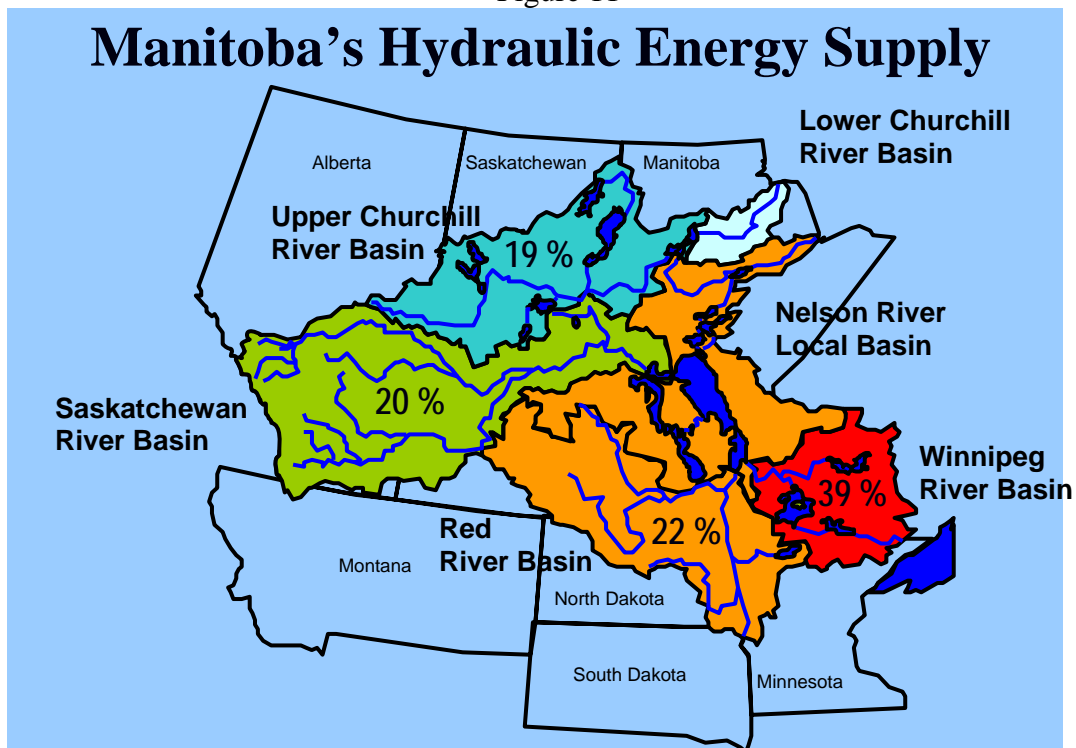 Manitoba's Hydraulic Energy Supply
Lower Churchill
River Basin
Alberta
Saskatchewan
Manitoba
Upper Churchill
River Basin
19 %
Nelson River
Local Basin
Saskatchewan
River Basin
20 %
Winnipeg
River Basin
39 %
Red
River Basin
22 %
Montana
North Dakota
South Dakota
Minnesota